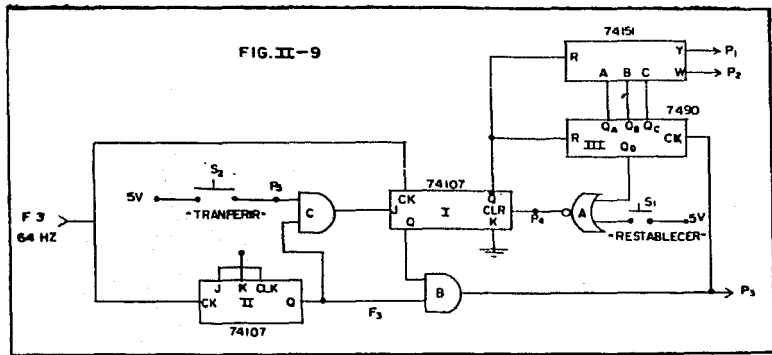 FIG. II-9
74151
R
Y
P1
A B C
W
P2
7490
QA QB QC CK
R III
QD
S2
5V
P5
-TRANFERIR-
C
74107
CK
Q
J
I
CLR
Q
K
P4
A
S1
5V
-RESTABLECER-
F 3'
64 HZ
J K CLK
CK II Q
74107
F3
B
P3